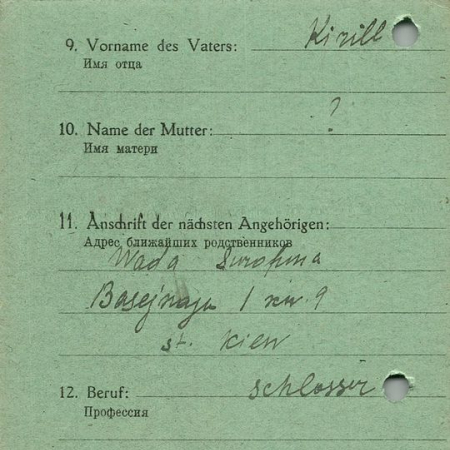 9. Vorname des Vaters: Kirill
Имя отца
10. Name der Mutter: ?
Имя матери
11. Anschrift der nächsten Angehörigen:
Адрес ближайших родственников
Wada
Basejnaja 1 kw. 9
st. Kiew
12. Beruf: Schlosser
Профессия